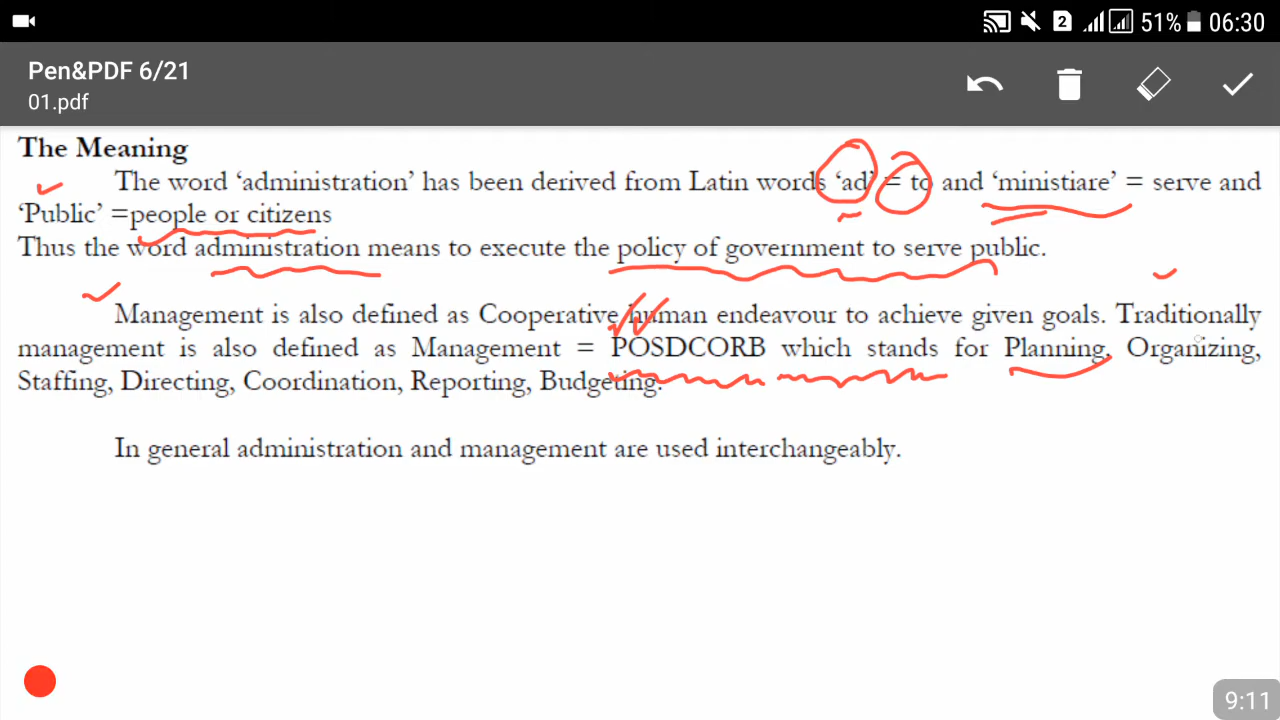 2 51% 06:30
Pen&PDF 6/21
01.pdf
The Meaning
The word ‘administration’ has been derived from Latin words ‘ad’ = to and ‘ministiare’ = serve and
‘Public’ =people or citizens
Thus the word administration means to execute the policy of government to serve public.
Management is also defined as Cooperative human endeavour to achieve given goals. Traditionally
management is also defined as Management = POSDCORB which stands for Planning, Organizing,
Staffing, Directing, Coordination, Reporting, Budgeting.
In general administration and management are used interchangeably.
9:11